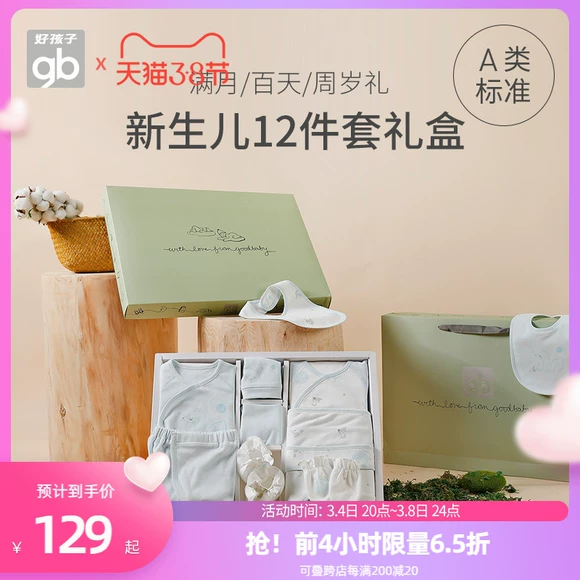 好孩子
gb × 天猫3.8节
A类
标准
满月/百天/周岁礼
新生儿12件套礼盒
with love from goodbaby
gb
with love from goodbaby
预计到手价
¥129起
活动时间：3.4日 20点~3.8日 24点
抢！前4小时限量6.5折
可叠跨店每满200减20